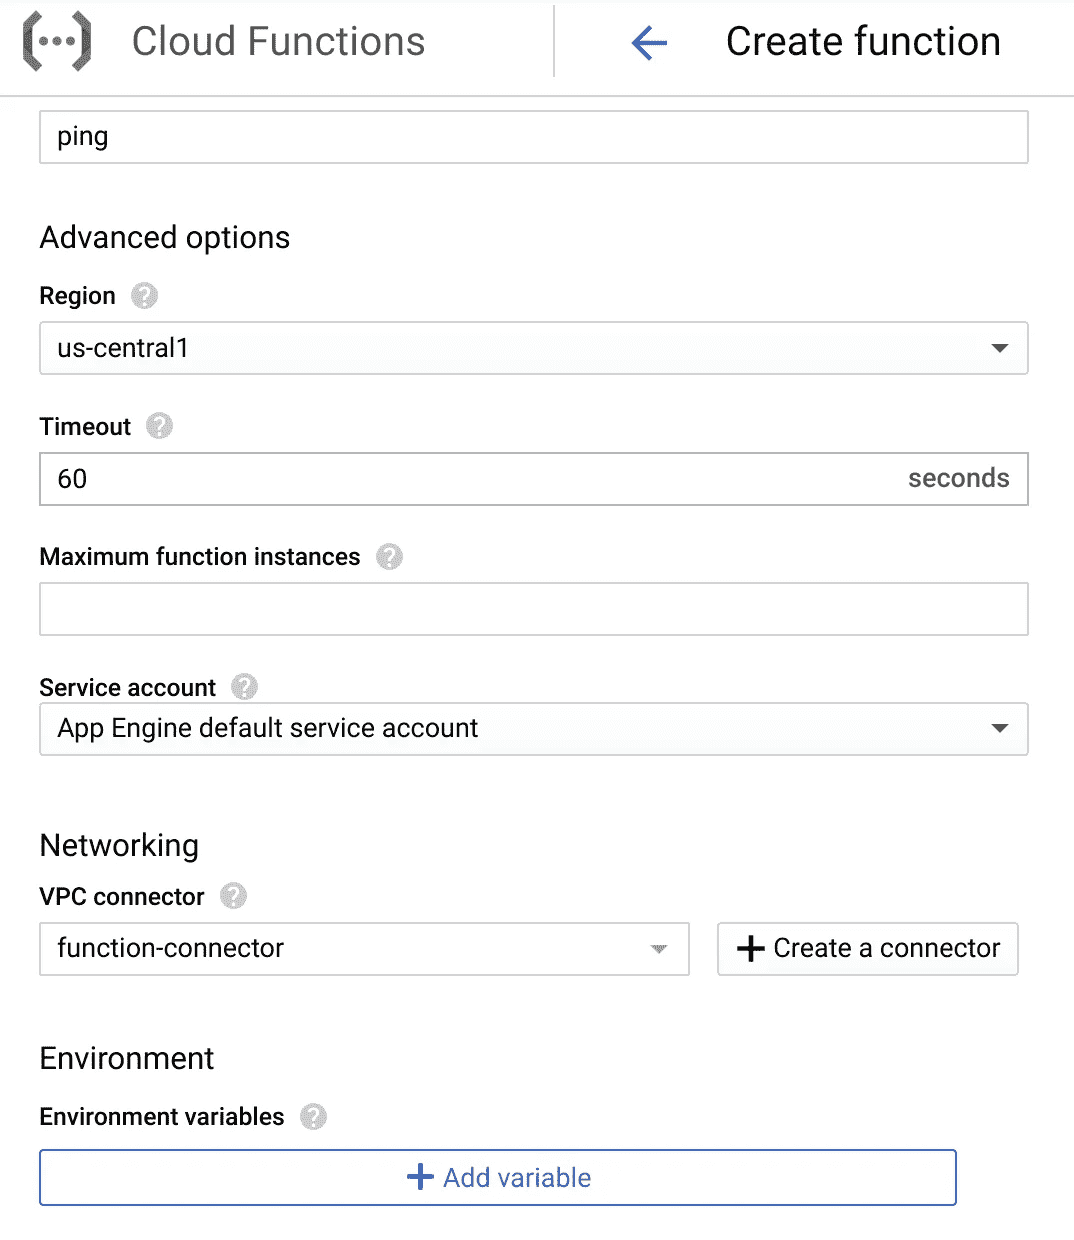 Cloud Functions
Create function
ping
Advanced options
Region ?
us-central1
Timeout ?
60 seconds
Maximum function instances ?
Service account ?
App Engine default service account
Networking
VPC connector ?
function-connector
+ Create a connector
Environment
Environment variables ?
+ Add variable